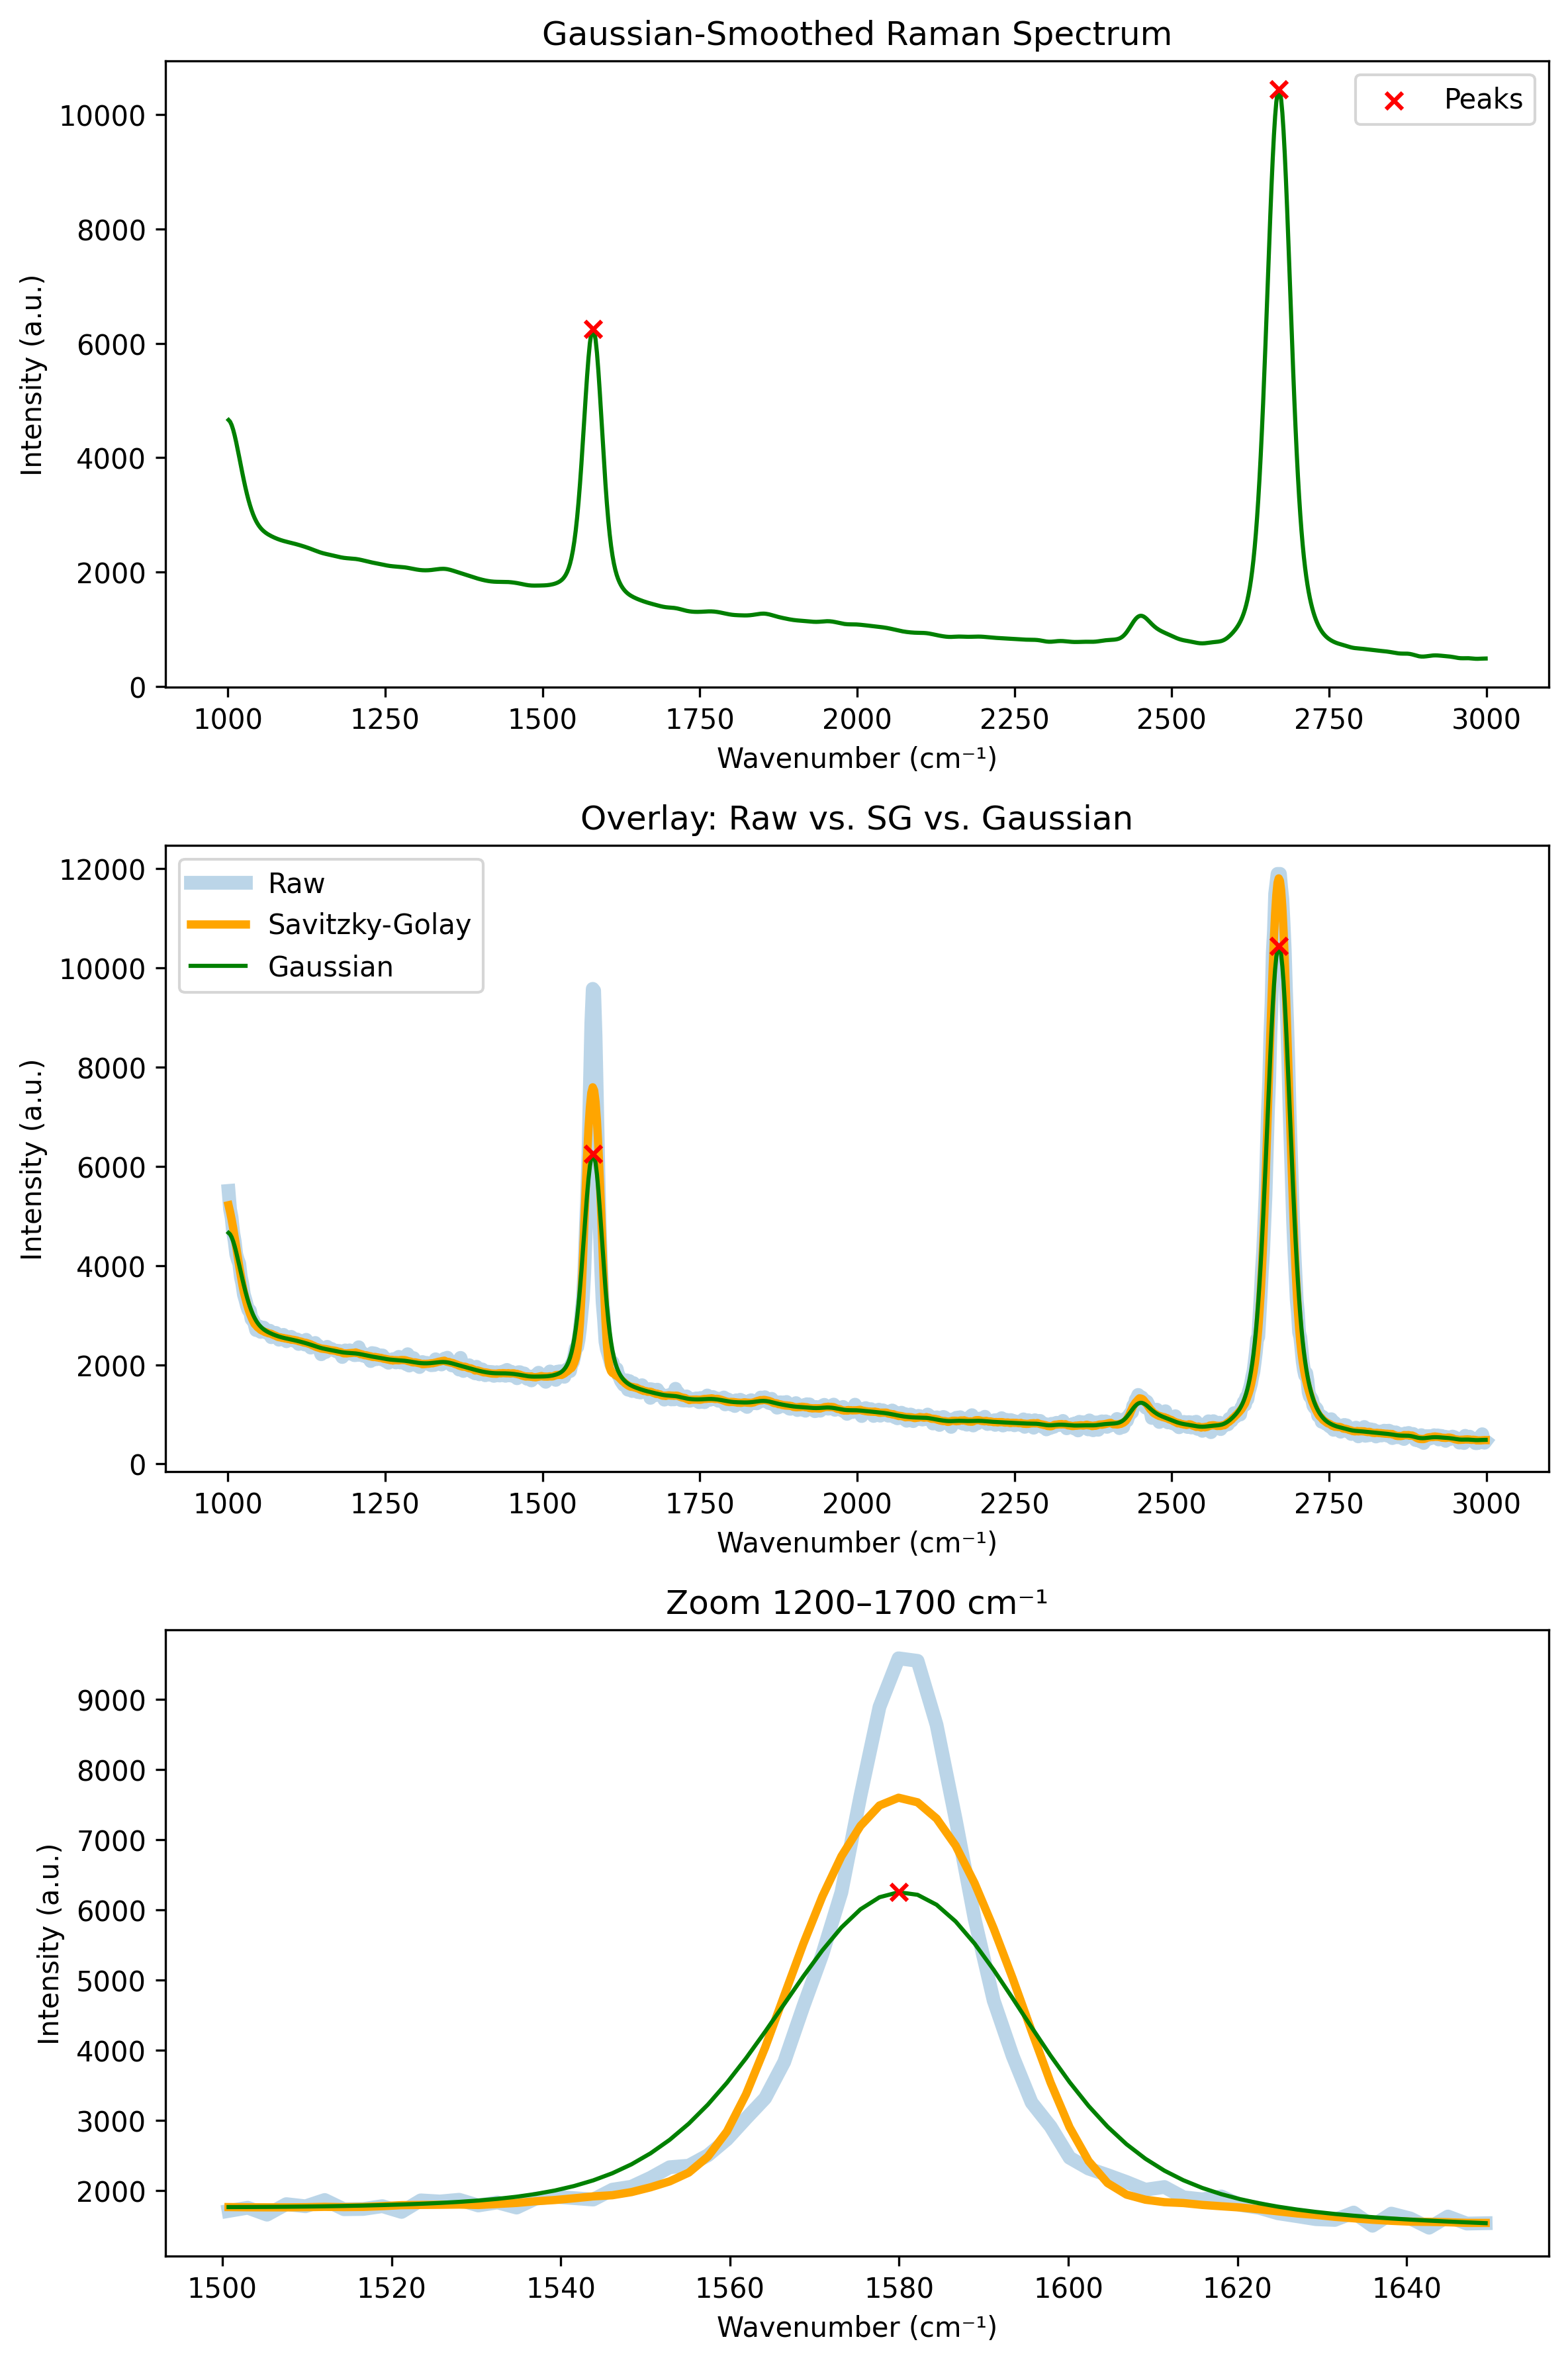 Gaussian-Smoothed Raman Spectrum
Peaks
10000
8000
6000
4000
2000
0
Intensity (a.u.)
1000 1250 1500 1750 2000 2250 2500 2750 3000
Wavenumber (cm⁻¹)
Overlay: Raw vs. SG vs. Gaussian
Raw
Savitzky-Golay
Gaussian
12000
10000
8000
6000
4000
2000
0
Intensity (a.u.)
1000 1250 1500 1750 2000 2250 2500 2750 3000
Wavenumber (cm⁻¹)
Zoom 1200–1700 cm⁻¹
9000
8000
7000
6000
5000
4000
3000
2000
Intensity (a.u.)
1500 1520 1540 1560 1580 1600 1620 1640
Wavenumber (cm⁻¹)